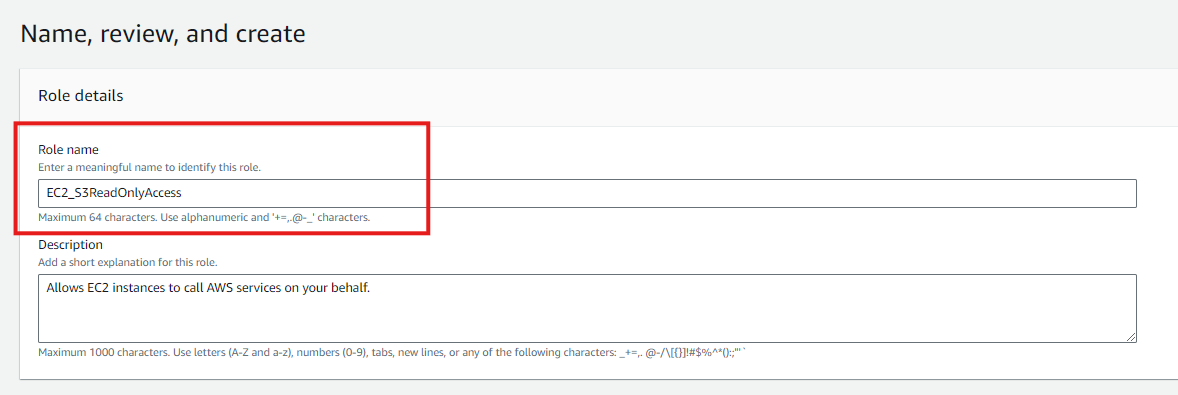 Name, review, and create
Role details
Role name
Enter a meaningful name to identify this role.
EC2_S3ReadOnlyAccess
Maximum 64 characters. Use alphanumeric and '+=,.@-_' characters.
Description
Add a short explanation for this role.
Allows EC2 instances to call AWS services on your behalf.
Maximum 1000 characters. Use letters (A-Z and a-z), numbers (0-9), tabs, new lines, or any of the following characters: _+=,. @-/\[{}]!#$%^*();:"'`